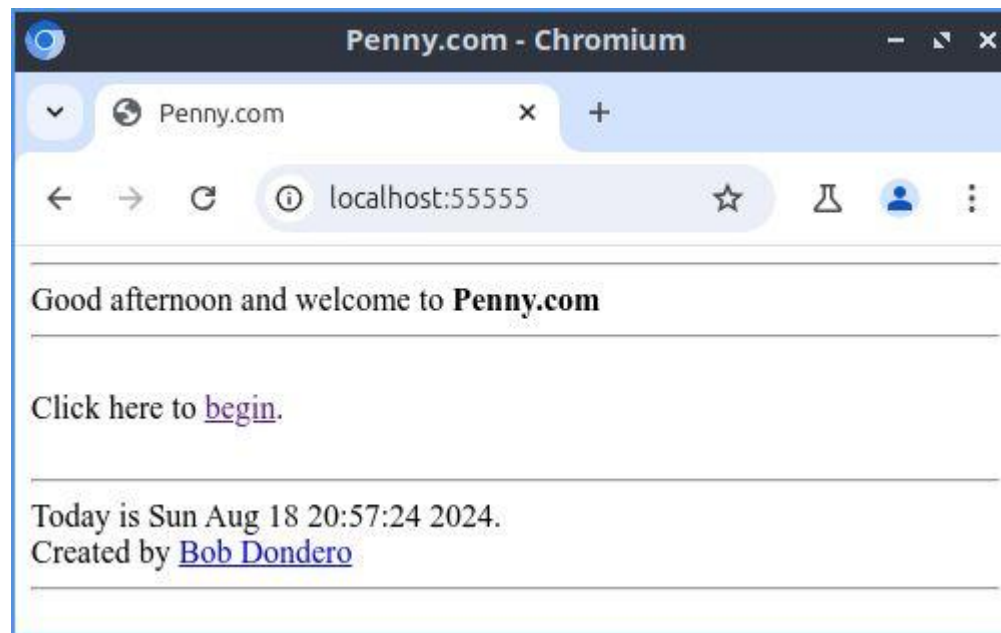 Penny.com - Chromium
Penny.com
localhost:55555
Good afternoon and welcome to Penny.com
Click here to begin.
Today is Sun Aug 18 20:57:24 2024.
Created by Bob Dondero